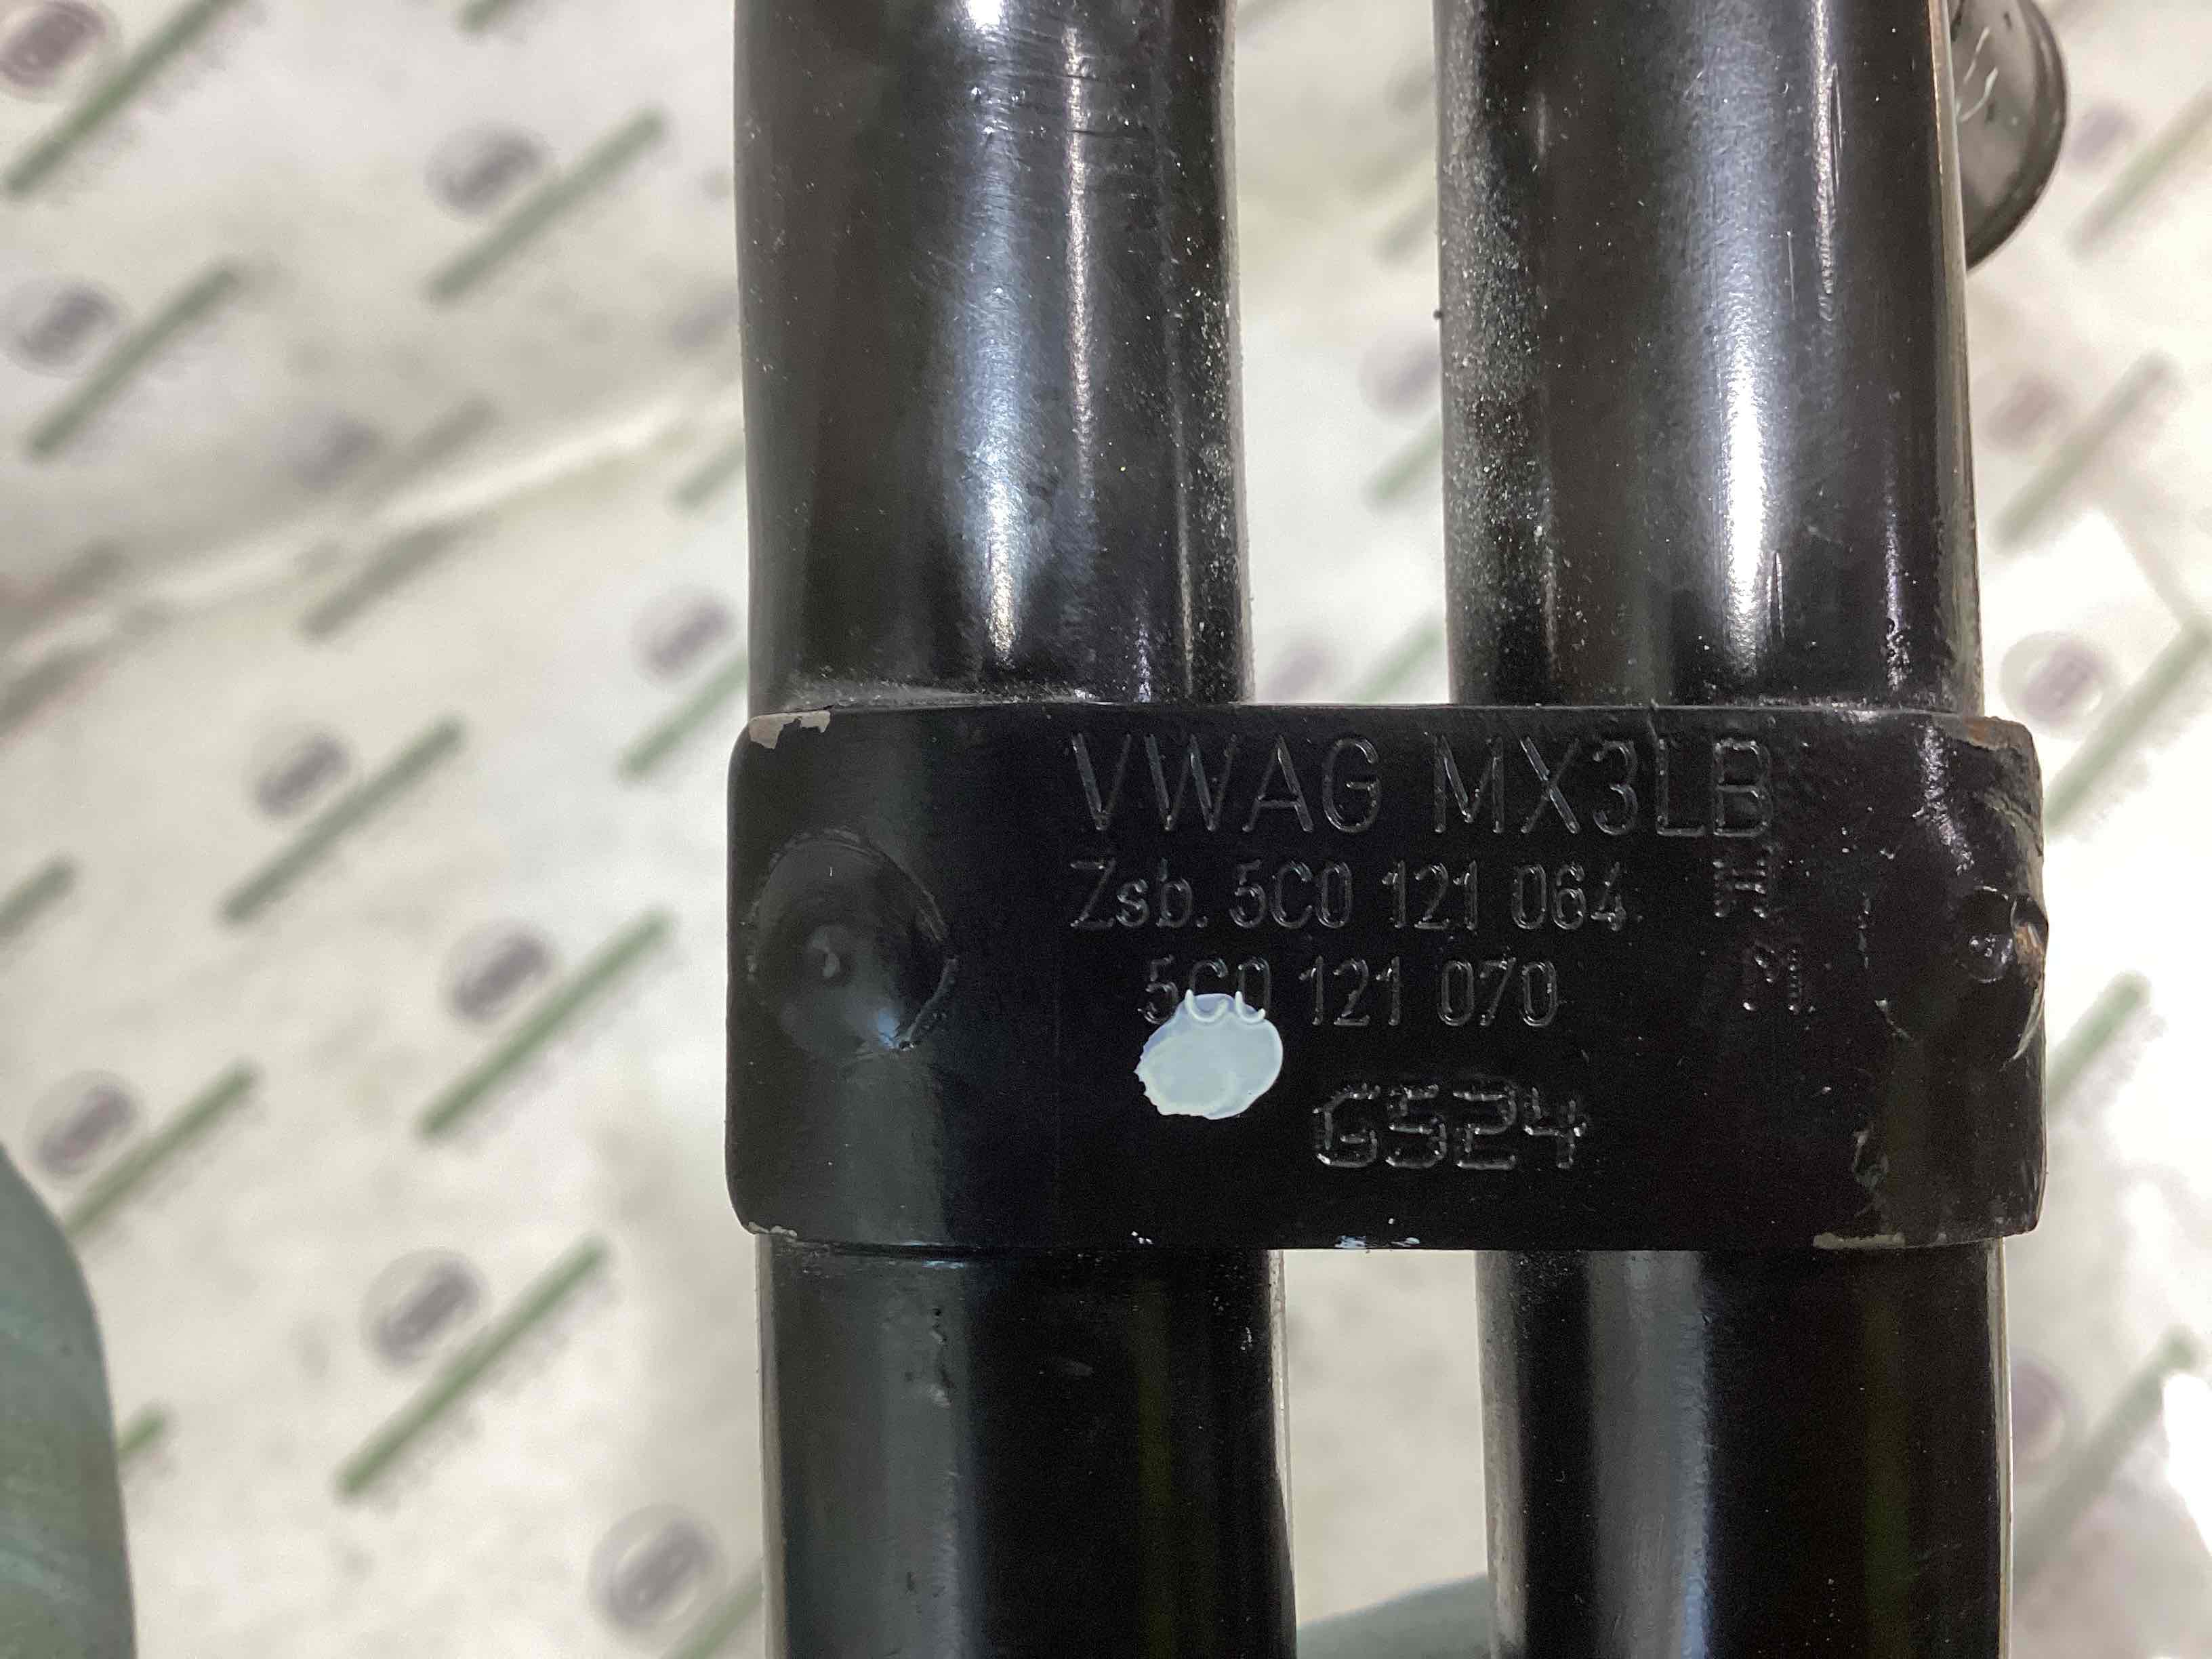 VWAG MX3LB
Zsb. 5C0 121 064 H
5C0 121 070 M
G524